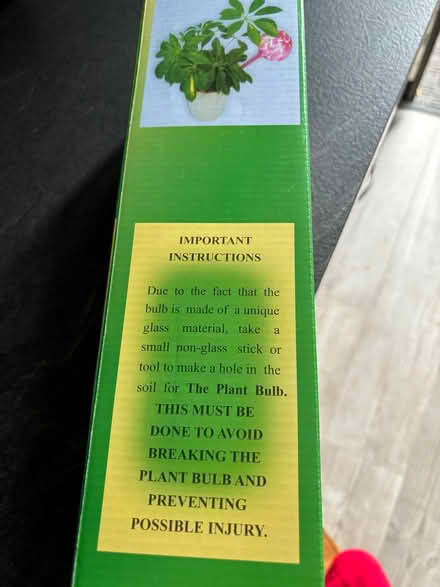 IMPORTANT
INSTRUCTIONS
Due to the fact that the
bulb is made of a unique
glass material, take a
small non-glass stick or
tool to make a hole in the
soil for The Plant Bulb.
THIS MUST BE
DONE TO AVOID
BREAKING THE
PLANT BULB AND
PREVENTING
POSSIBLE INJURY.